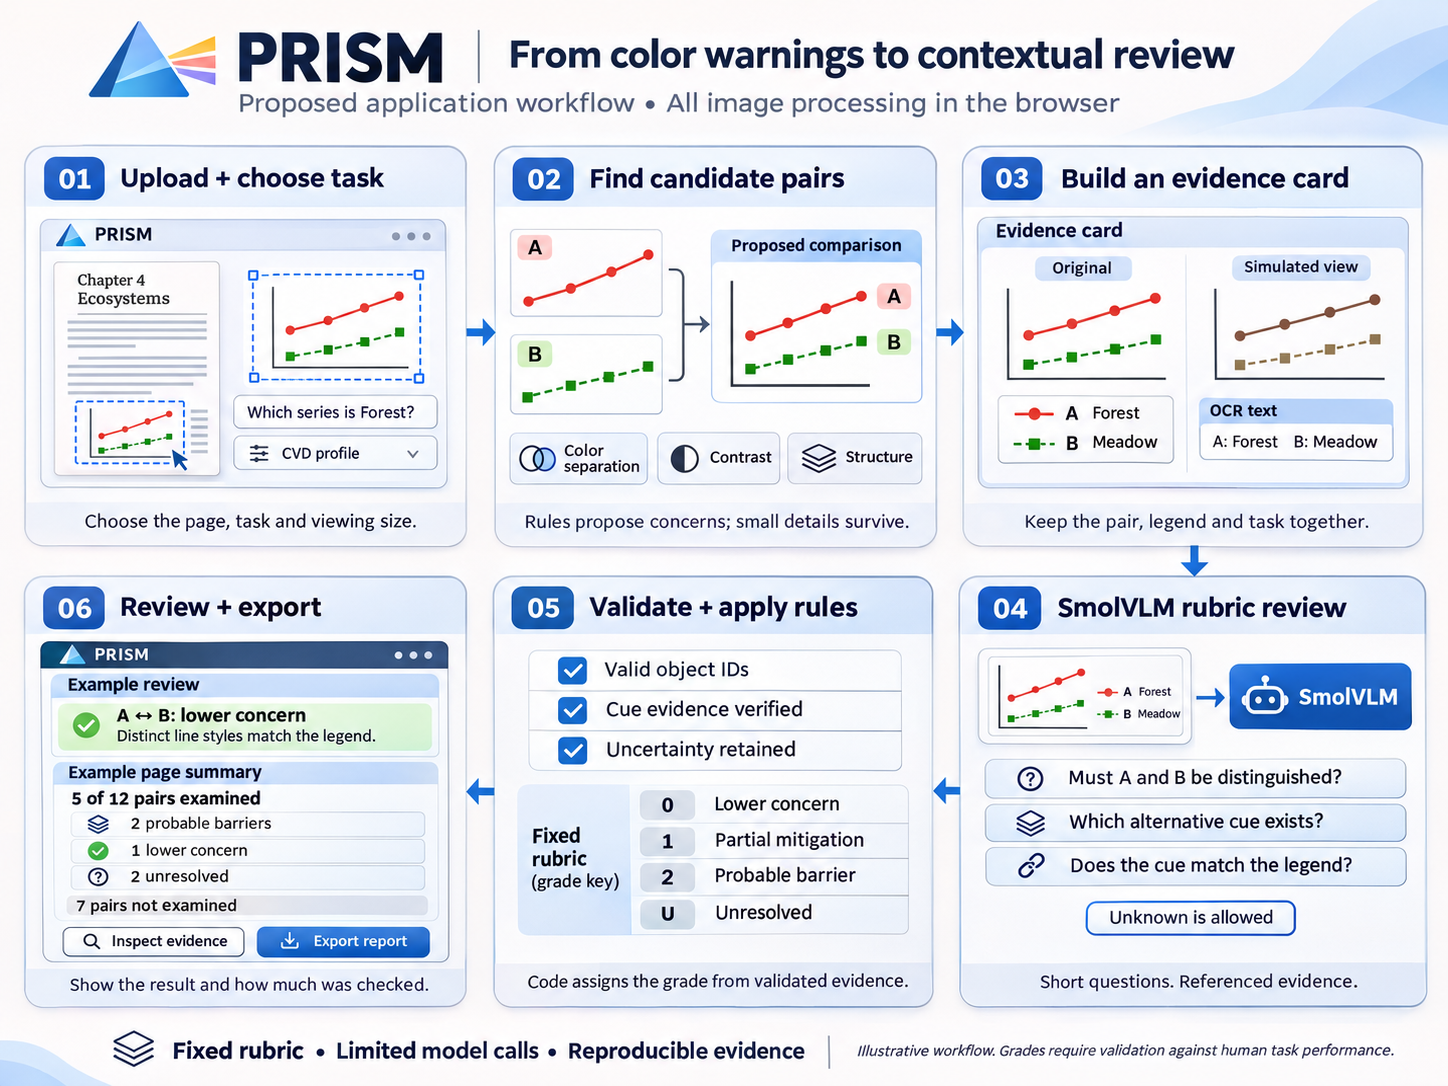 PRISM
From color warnings to contextual review
Proposed application workflow • All image processing in the browser
01 Upload + choose task
PRISM
Chapter 4
Ecosystems
Which series is Forest?
CVD profile
Choose the page, task and viewing size.
02 Find candidate pairs
A
B
Proposed comparison
A
B
Color
separation
Contrast
Structure
Rules propose concerns; small details survive.
03 Build an evidence card
Evidence card
Original
Simulated view
A Forest
B Meadow
OCR text
A: Forest B: Meadow
Keep the pair, legend and task together.
04 SmolVLM rubric review
A Forest
B Meadow
SmolVLM
Must A and B be distinguished?
Which alternative cue exists?
Does the cue match the legend?
Unknown is allowed
Short questions. Referenced evidence.
05 Validate + apply rules
Valid object IDs
Cue evidence verified
Uncertainty retained
Fixed
rubric
(grade key)
0 Lower concern
1 Partial mitigation
2 Probable barrier
U Unresolved
Code assigns the grade from validated evidence.
06 Review + export
PRISM
Example review
A ↔ B: lower concern
Distinct line styles match the legend.
Example page summary
5 of 12 pairs examined
2 probable barriers
1 lower concern
2 unresolved
7 pairs not examined
Inspect evidence
Export report
Show the result and how much was checked.
Fixed rubric • Limited model calls • Reproducible evidence
Illustrative workflow. Grades require validation against human task performance.